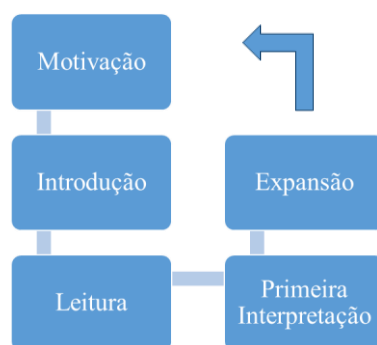 Motivação
Introdução
Leitura
Primeira
Interpretação
Expansão